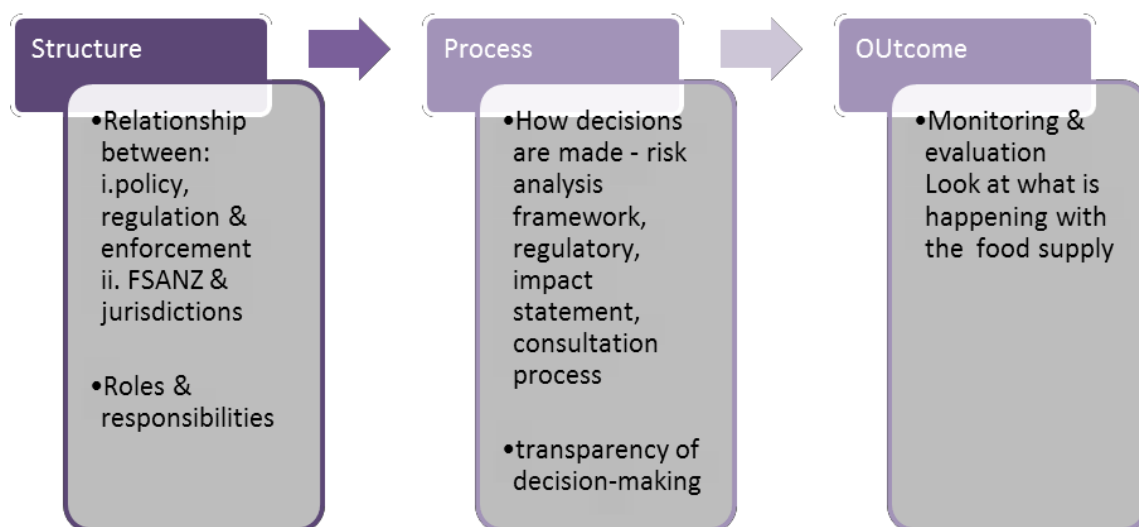 Structure
•Relationship
between:
i.policy,
regulation &
enforcement
ii. FSANZ &
jurisdictions
•Roles &
responsibilities
Process
•How decisions
are made - risk
analysis
framework,
regulatory,
impact
statement,
consultation
process
•transparency of
decision-making
OUtcome
•Monitoring &
evaluation
Look at what is
happening with
the food supply